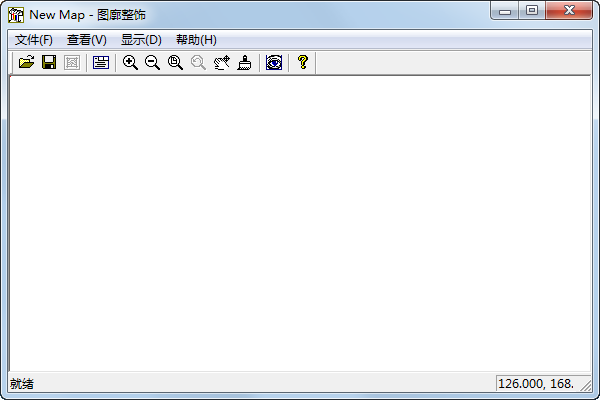 New Map - 图廓整饰
文件(F) 查看(V) 显示(D) 帮助(H)
就绪 126.000, 168.